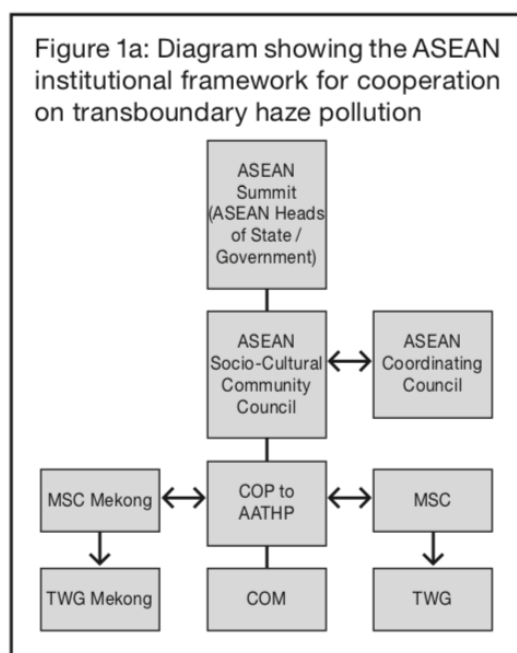 Figure 1a: Diagram showing the ASEAN
institutional framework for cooperation
on transboundary haze pollution
ASEAN
Summit
(ASEAN Heads
of State /
Government)
ASEAN
Socio-Cultural
Community
Council
ASEAN
Coordinating
Council
MSC Mekong
COP to
AATHP
MSC
TWG Mekong
COM
TWG